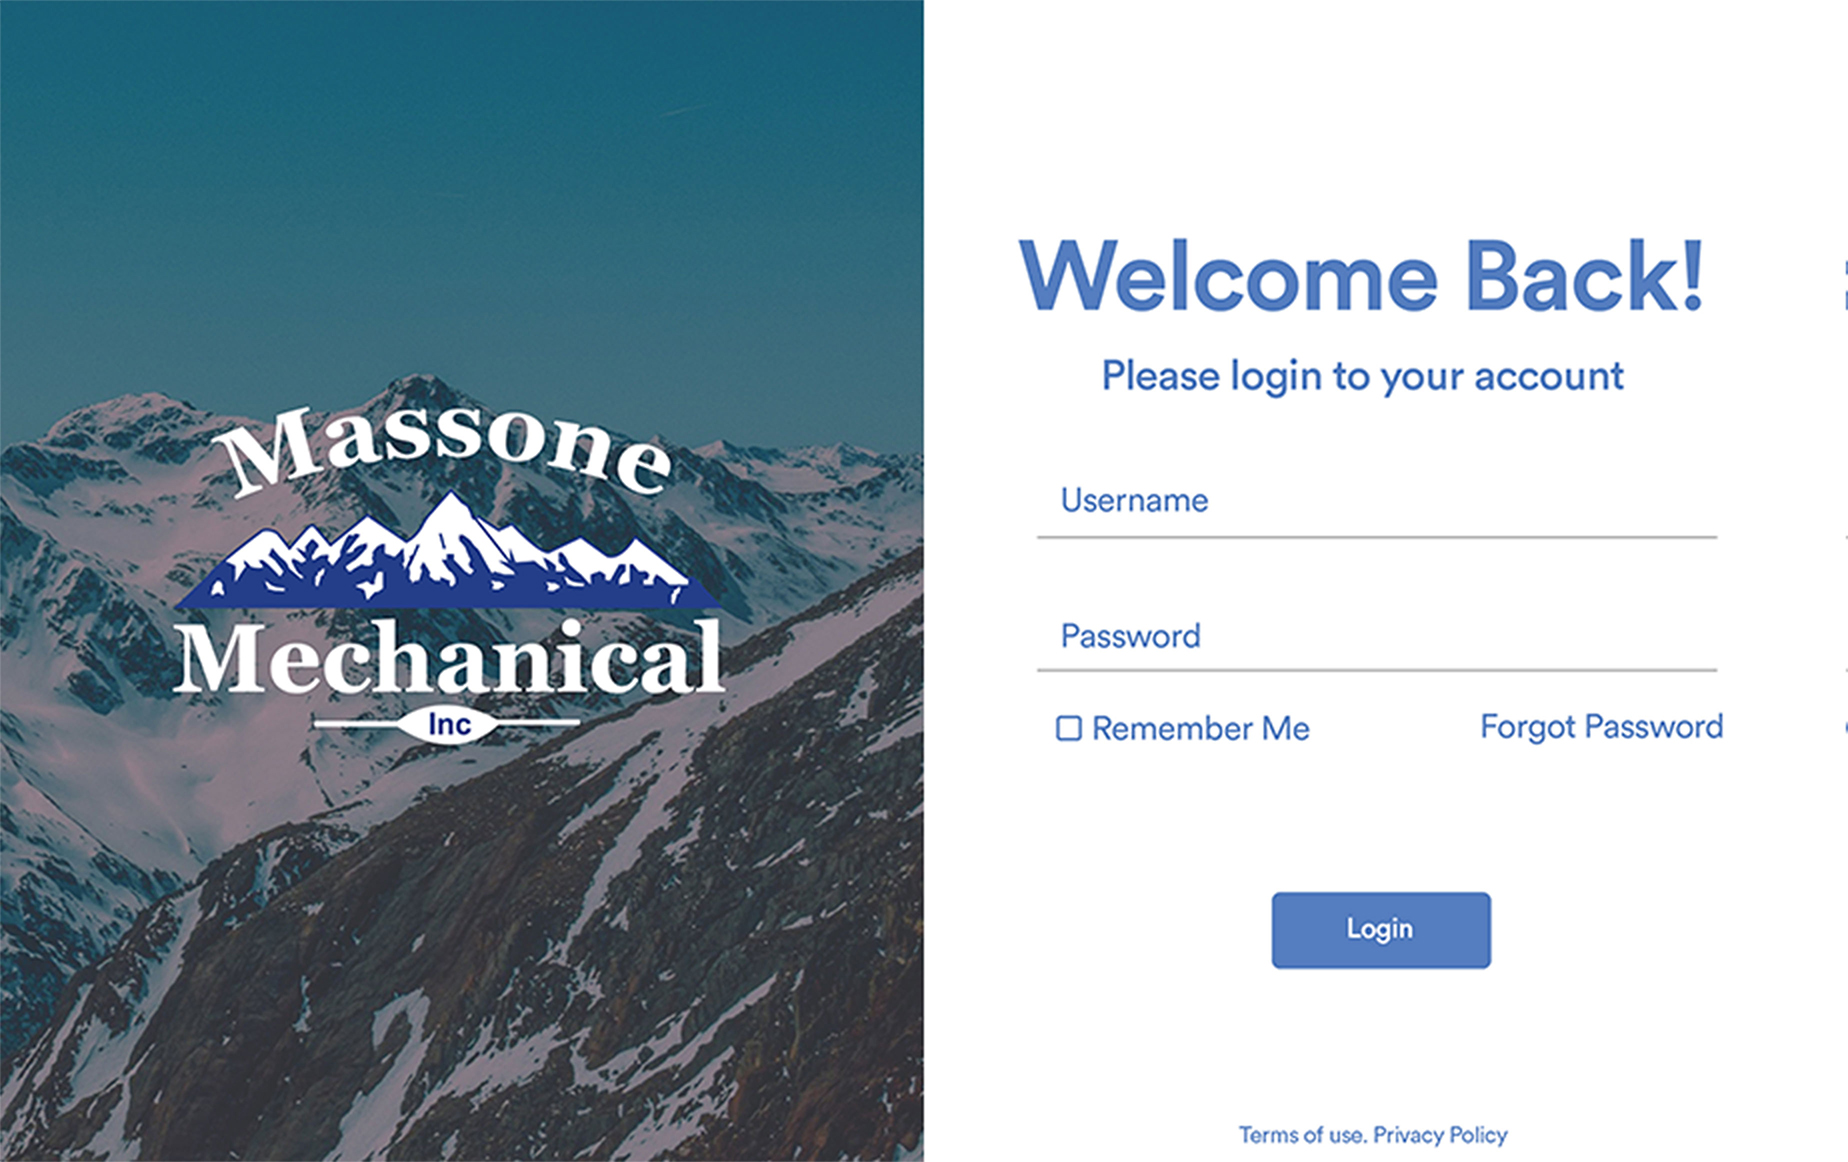 Massone
Mechanical
Inc
Welcome Back!
Please login to your account
Username
Password
Remember Me
Forgot Password
Login
Terms of use. Privacy Policy